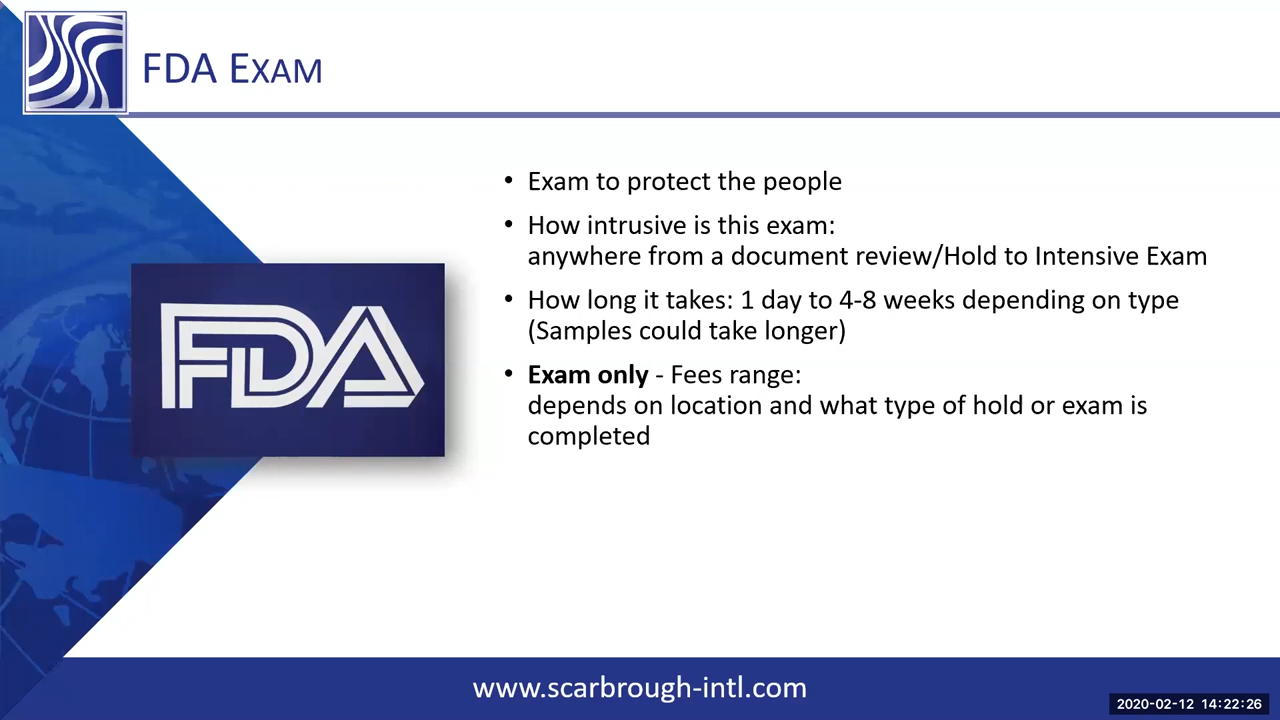 FDA EXAM
• Exam to protect the people
• How intrusive is this exam:
anywhere from a document review/Hold to Intensive Exam
• How long it takes: 1 day to 4-8 weeks depending on type
(Samples could take longer)
FDA
• Exam only - Fees range:
depends on location and what type of hold or exam is
completed
www.scarbrough-intl.com
2020-02-12 14:22:26